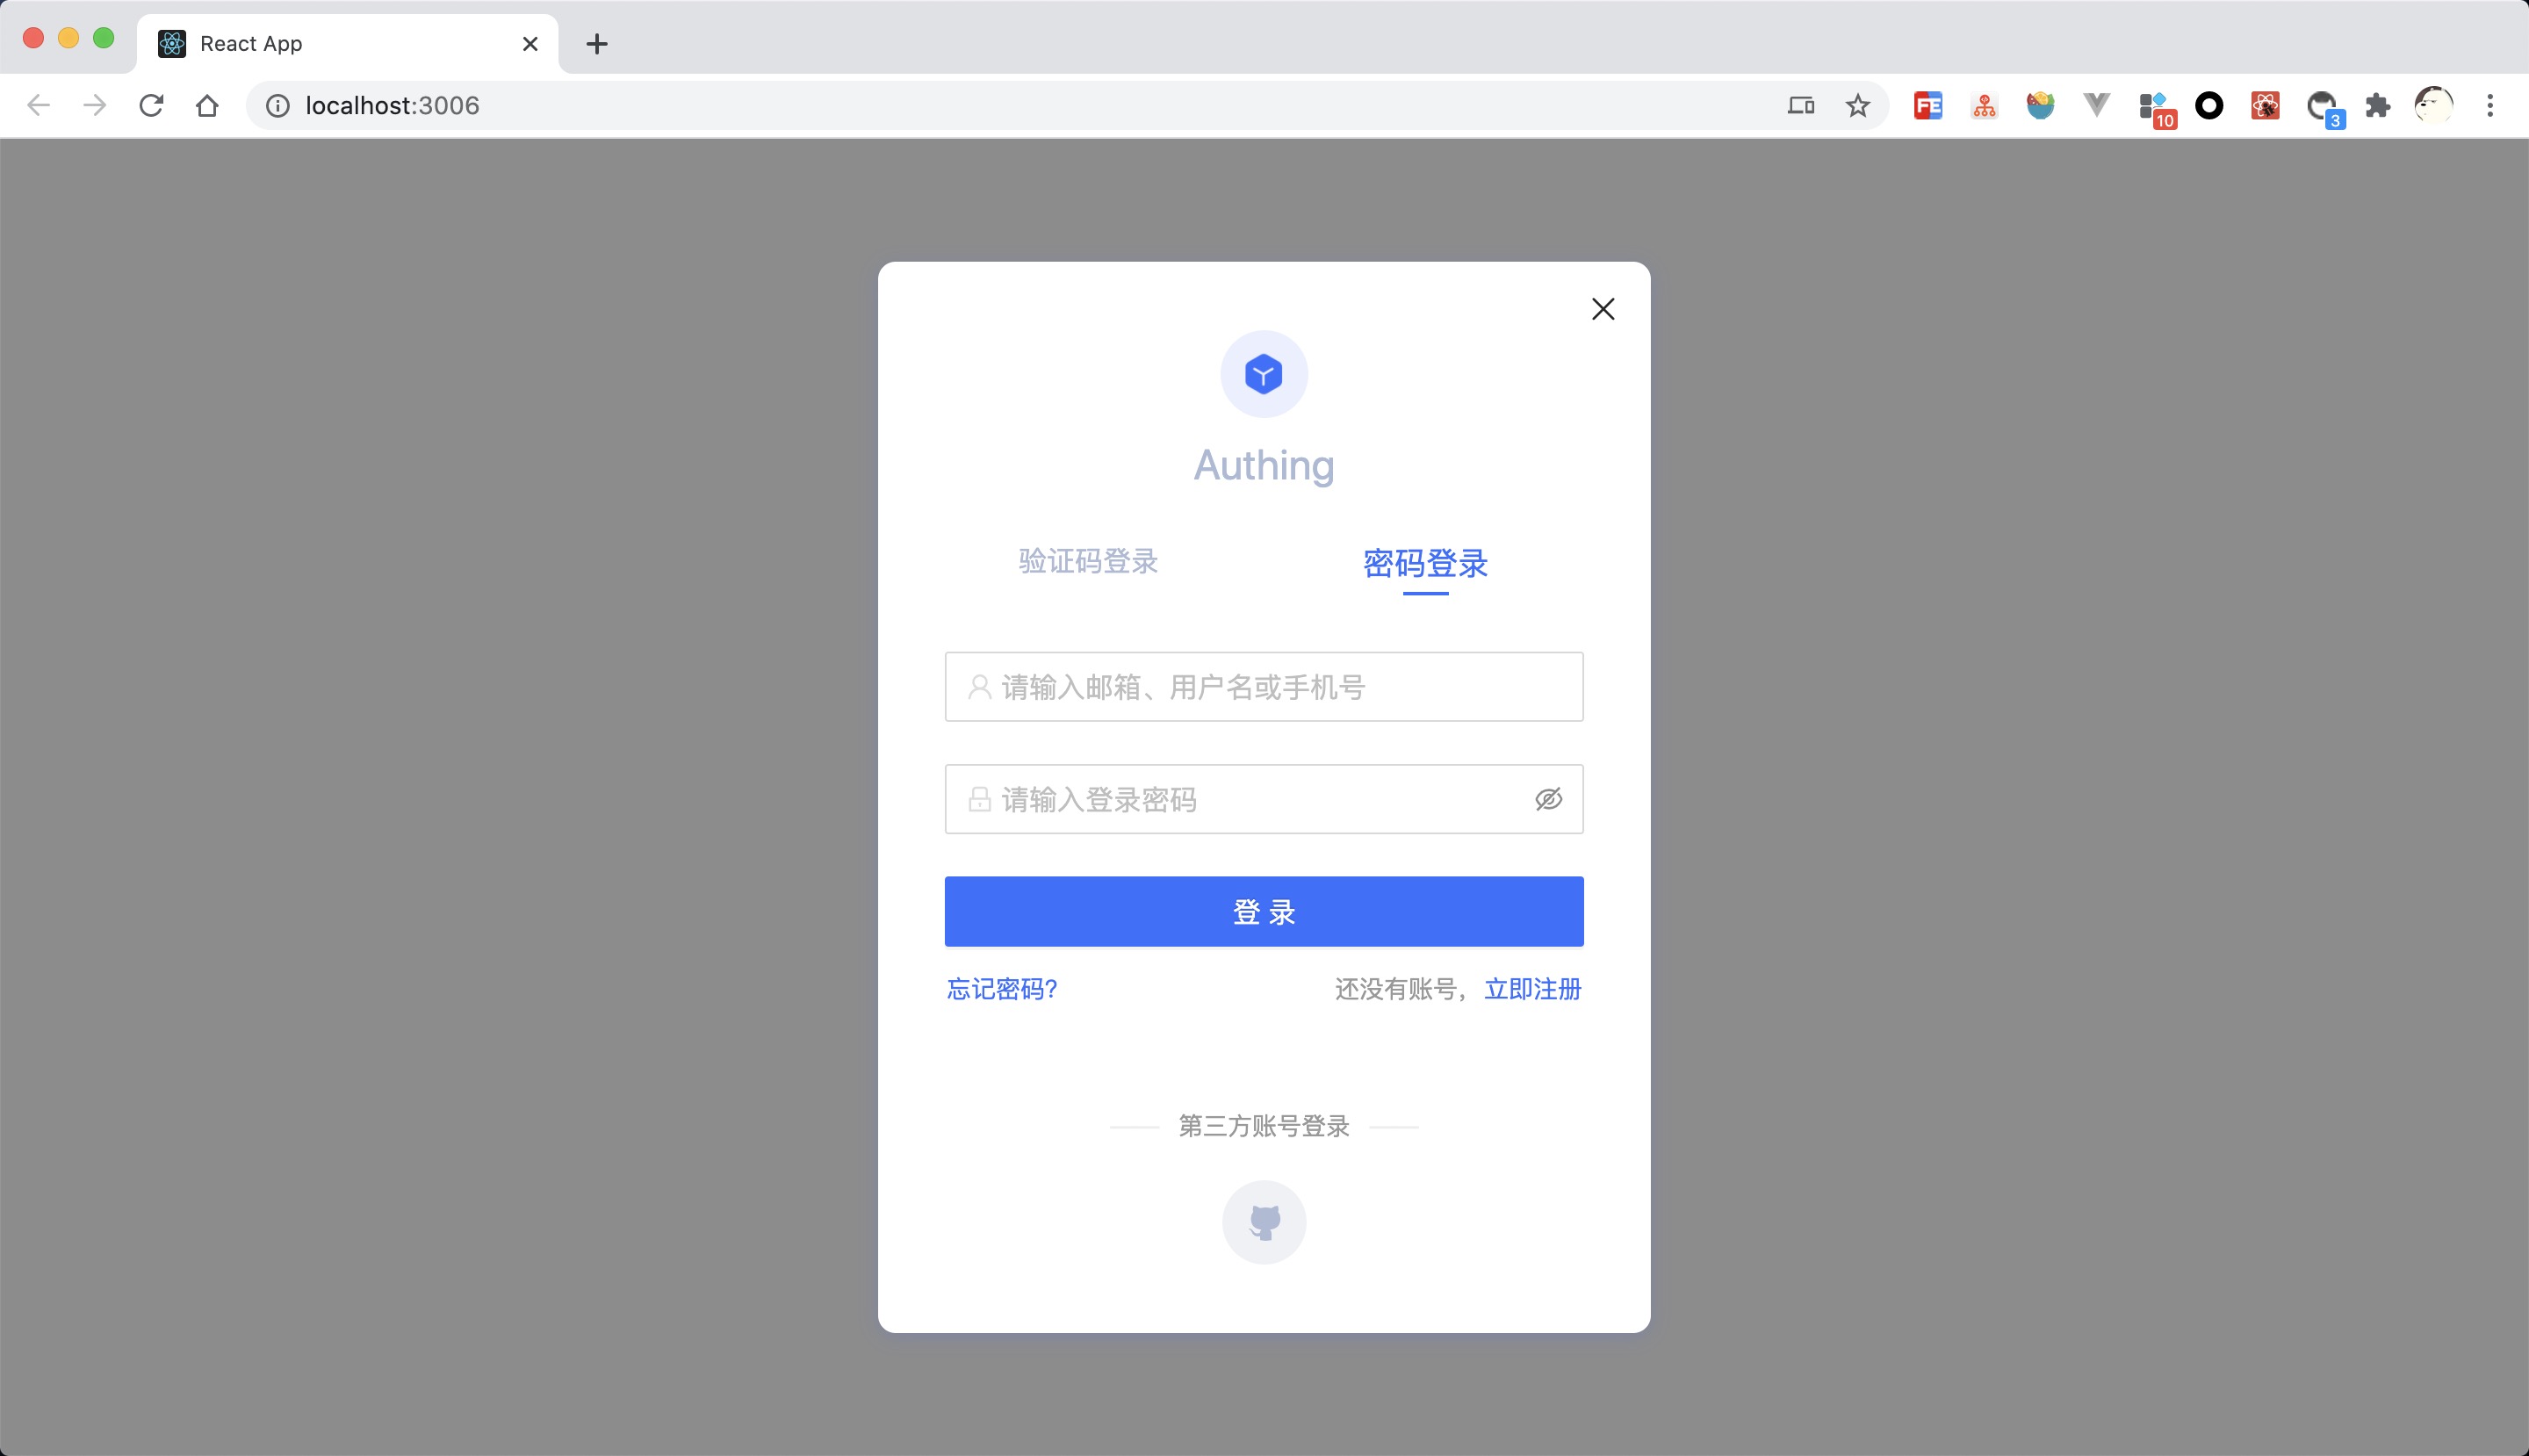 React App
localhost:3006
FE
10
3
Authing
验证码登录 密码登录
请输入邮箱、用户名或手机号
请输入登录密码
登 录
忘记密码? 还没有账号，立即注册
第三方账号登录